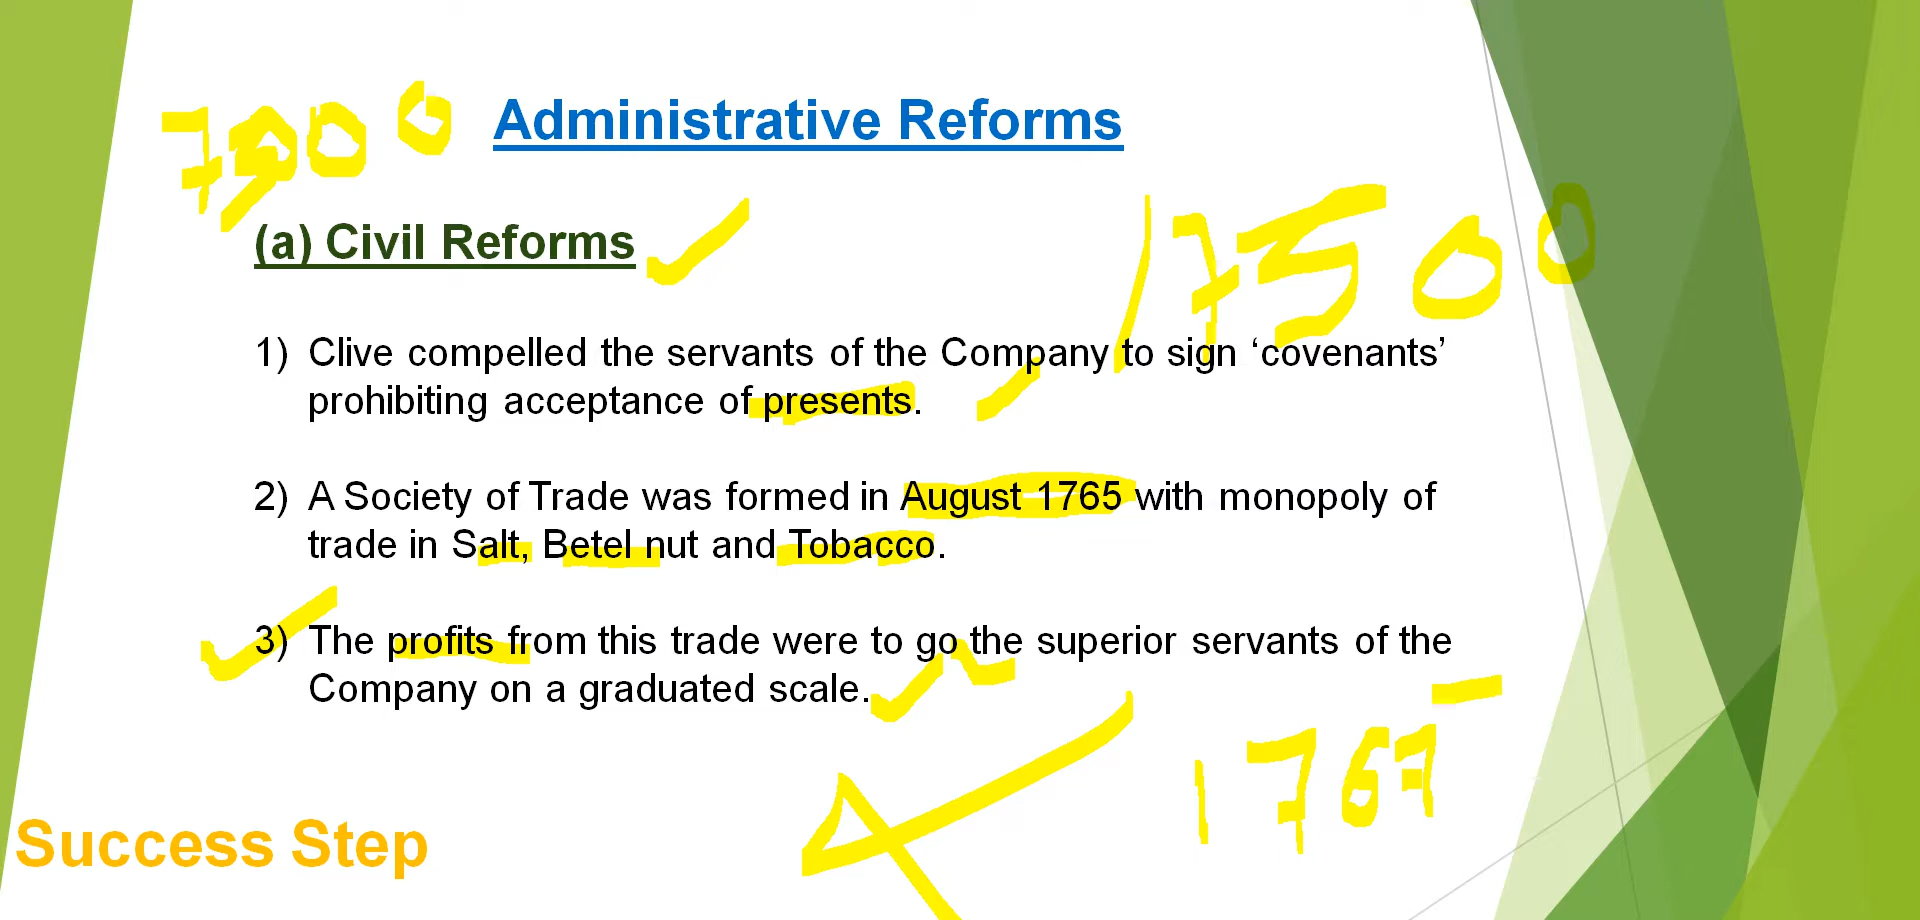 Administrative Reforms
17500
(a) Civil Reforms
1) Clive compelled the servants of the Company to sign ‘covenants’
prohibiting acceptance of presents.
2) A Society of Trade was formed in August 1765 with monopoly of
trade in Salt, Betel nut and Tobacco.
3) The profits from this trade were to go the superior servants of the
Company on a graduated scale.
1767
Success Step